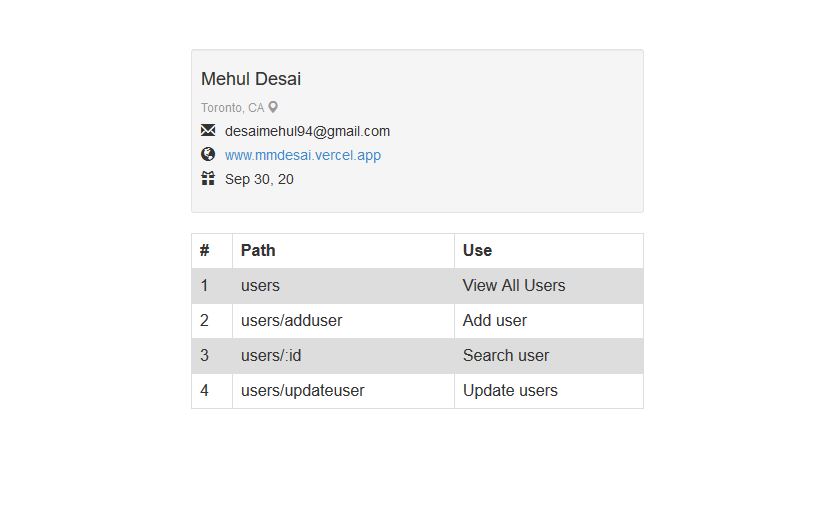 Mehul Desai
Toronto, CA
desaimehul94@gmail.com
www.mmdesai.vercel.app
Sep 30, 20
# Path Use
1 users View All Users
2 users/adduser Add user
3 users/:id Search user
4 users/updateuser Update users